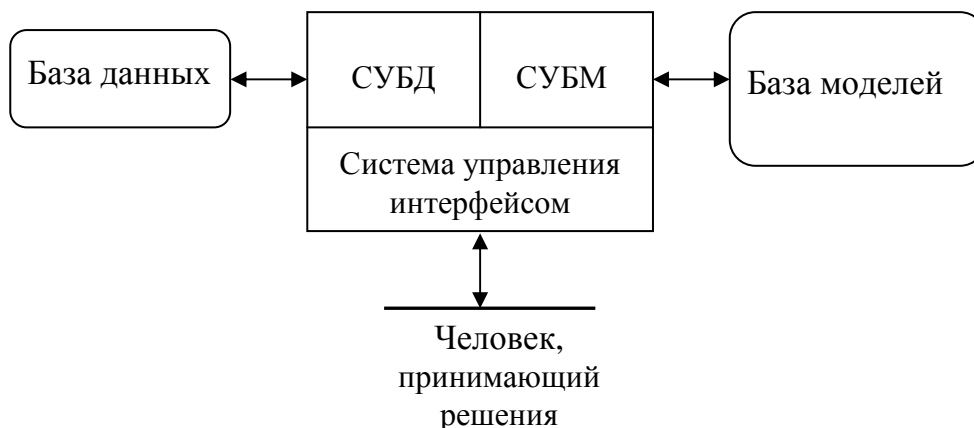 База данных
СУБД
СУБМ
База моделей
Система управления
интерфейсом
Человек,
принимающий
решения